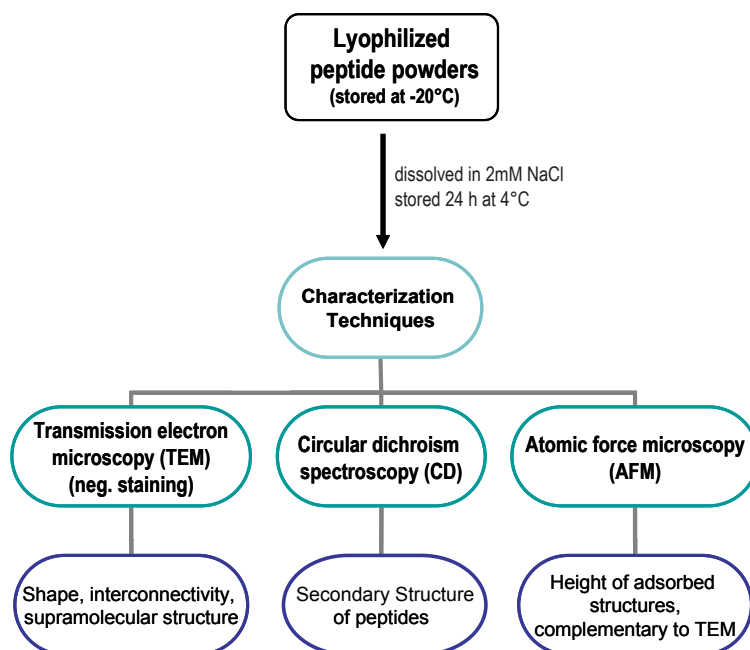 Lyophilized
peptide powders
(stored at -20°C)
dissolved in 2mM NaCl
stored 24 h at 4°C
Characterization
Techniques
Transmission electron
microscopy (TEM)
(neg. staining)
Circular dichroism
spectroscopy (CD)
Atomic force microscopy
(AFM)
Shape, interconnectivity,
supramolecular structure
Secondary Structure
of peptides
Height of adsorbed
structures,
complementary to TEM